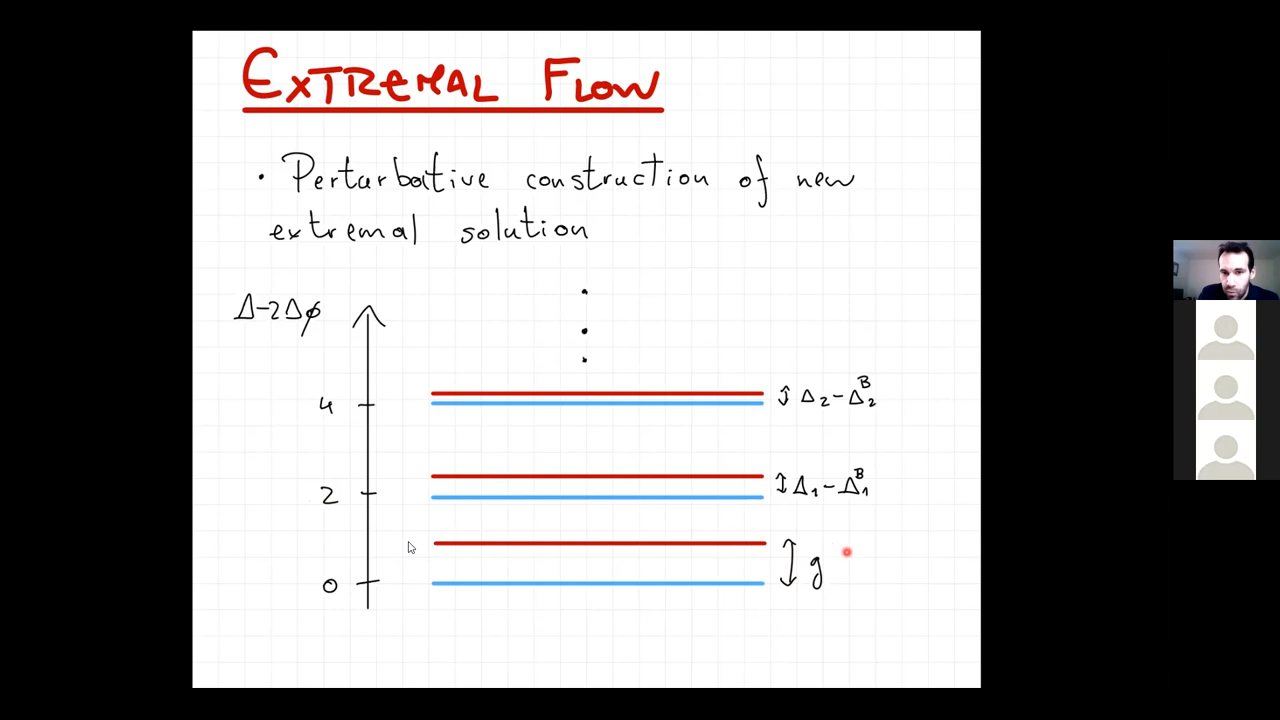 EXTREMAL FLOW
• Perturbative construction of new
extremal solution
Δ-2Δϕ
4
Δ₂ - Δ₂ᴮ
2
Δ₁ - Δ₁ᴮ
0
g